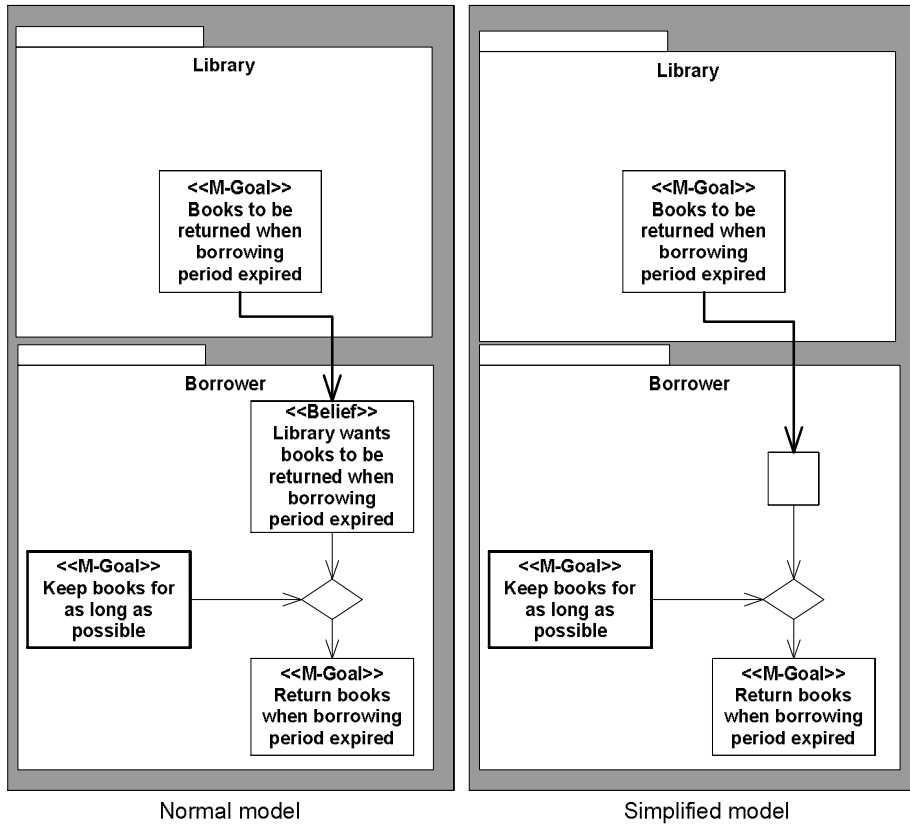 Library
<<M-Goal>>
Books to be
returned when
borrowing
period expired
Borrower
<<Belief>>
Library wants
books to be
returned when
borrowing
period expired
<<M-Goal>>
Keep books for
as long as
possible
<<M-Goal>>
Return books
when borrowing
period expired
Normal model
Library
<<M-Goal>>
Books to be
returned when
borrowing
period expired
Borrower
<<M-Goal>>
Keep books for
as long as
possible
<<M-Goal>>
Return books
when borrowing
period expired
Simplified model